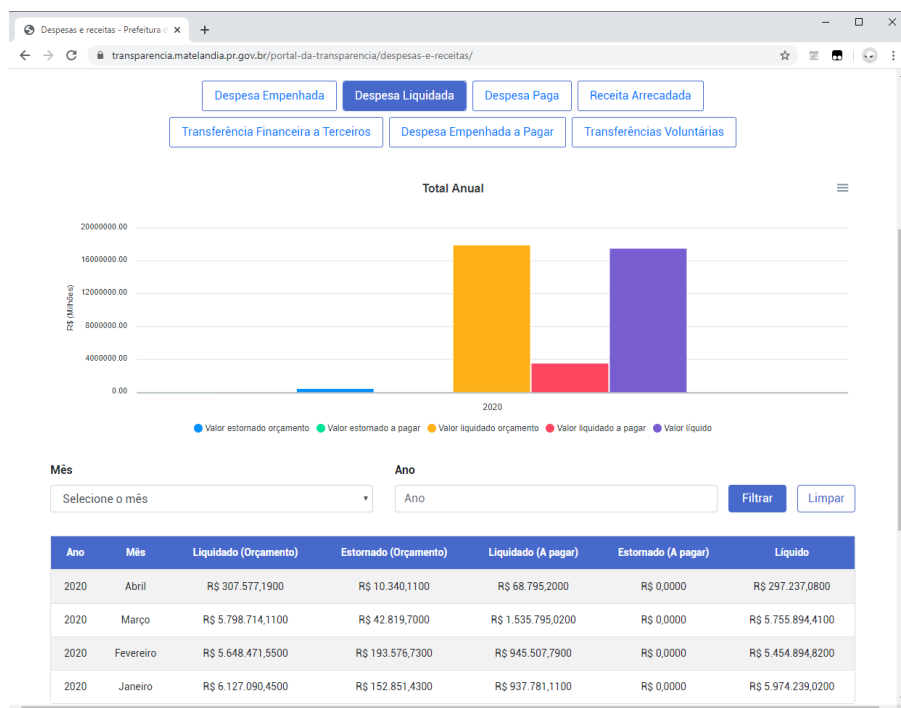 Despesas e receitas - Prefeitura d
transparencia.matelandia.pr.gov.br/portal-da-transparencia/despesas-e-receitas/
Despesa Empenhada Despesa Liquidada Despesa Paga Receita Arrecadada
Transferência Financeira a Terceiros Despesa Empenhada a Pagar Transferências Voluntárias
Total Anual
20000000.00
16000000.00
12000000.00
8000000.00
4000000.00
0.00
R$ (Milhões)
2020
Valor estornado orçamento Valor estornado a pagar Valor liquidado orçamento Valor liquidado a pagar Valor líquido
Mês Ano
Selecione o mês Ano Filtrar Limpar
Ano Mês Liquidado (Orçamento) Estornado (Orçamento) Liquidado (A pagar) Estornado (A pagar) Líquido
2020 Abril R$ 307.577,1900 R$ 10.340,1100 R$ 68.795,2000 R$ 0,0000 R$ 297.237,0800
2020 Março R$ 5.798.714,1100 R$ 42.819,7000 R$ 1.535.795,0200 R$ 0,0000 R$ 5.755.894,4100
2020 Fevereiro R$ 5.648.471,5500 R$ 193.576,7300 R$ 945.507,7900 R$ 0,0000 R$ 5.454.894,8200
2020 Janeiro R$ 6.127.090,4500 R$ 152.851,4300 R$ 937.781,1100 R$ 0,0000 R$ 5.974.239,0200